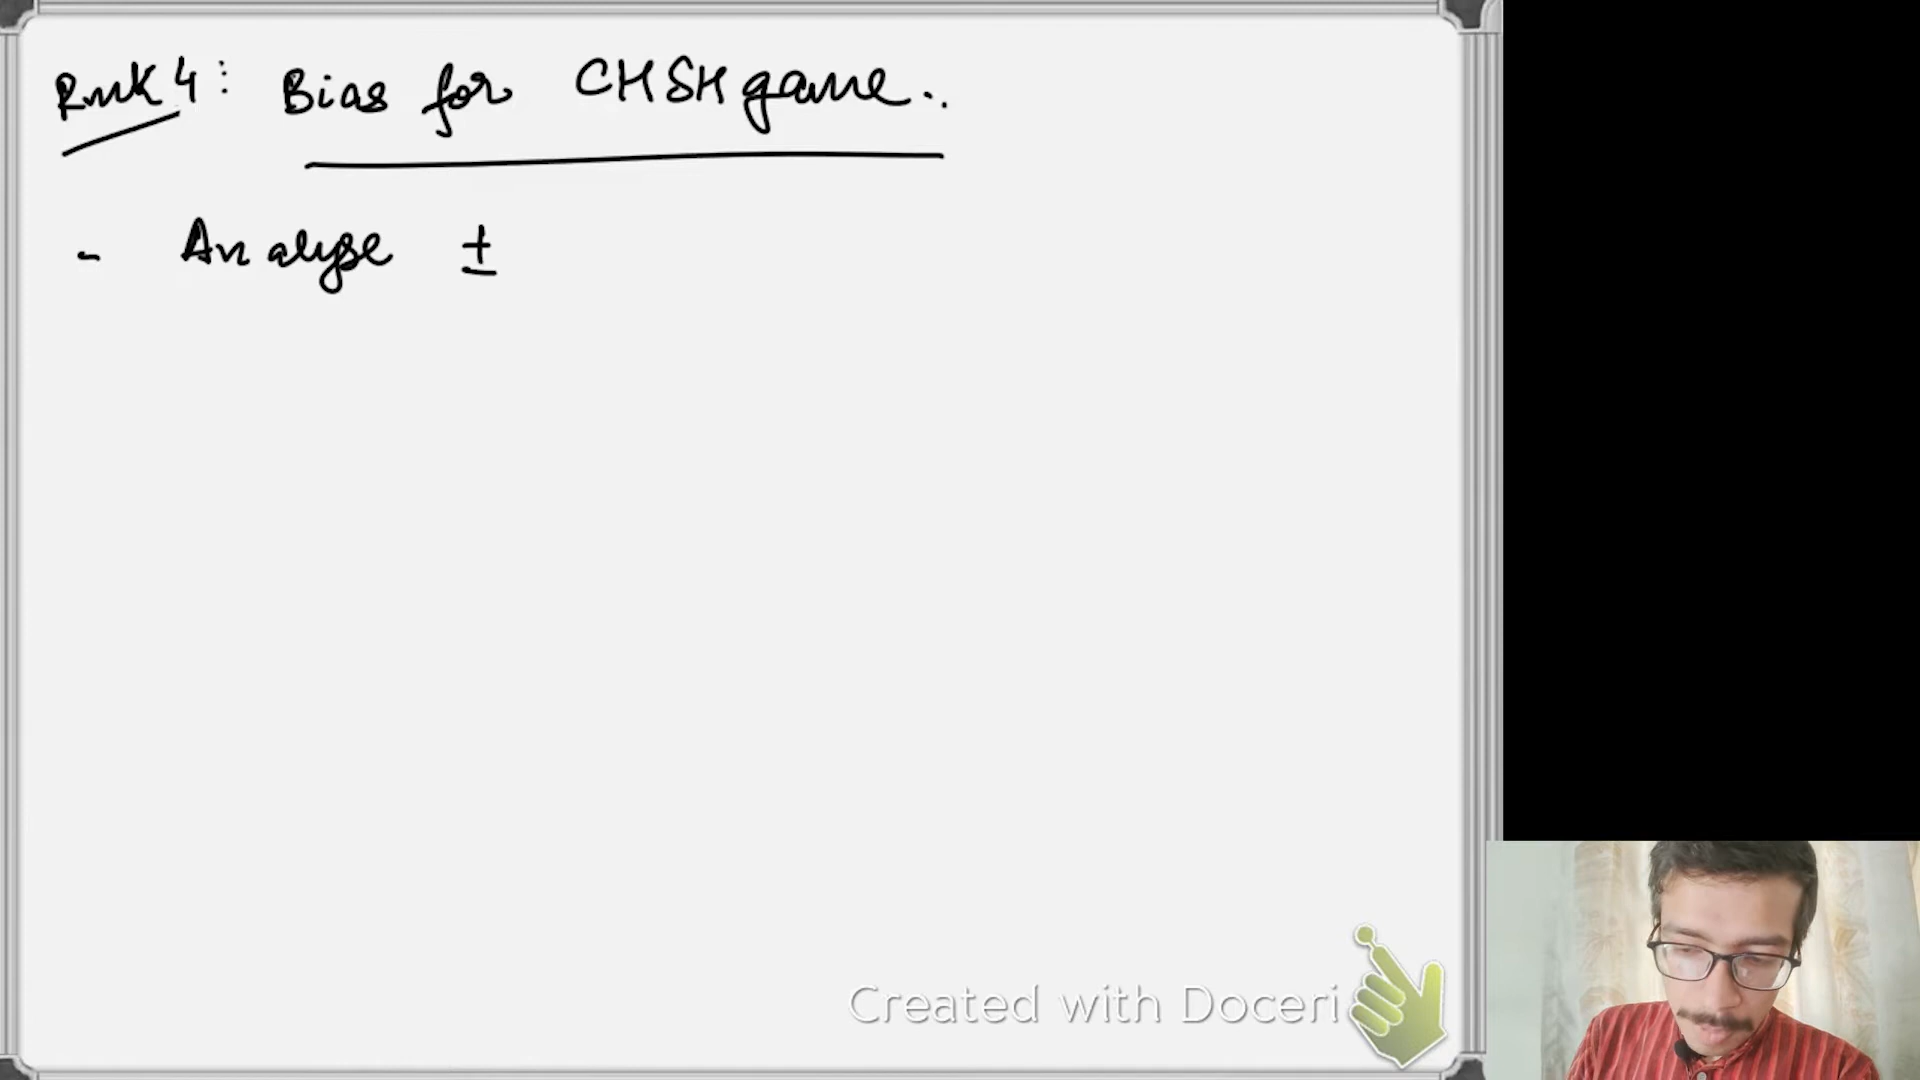 Rmk 4: Bias for CHSH game..
- Analyse ±
Created with Doceri